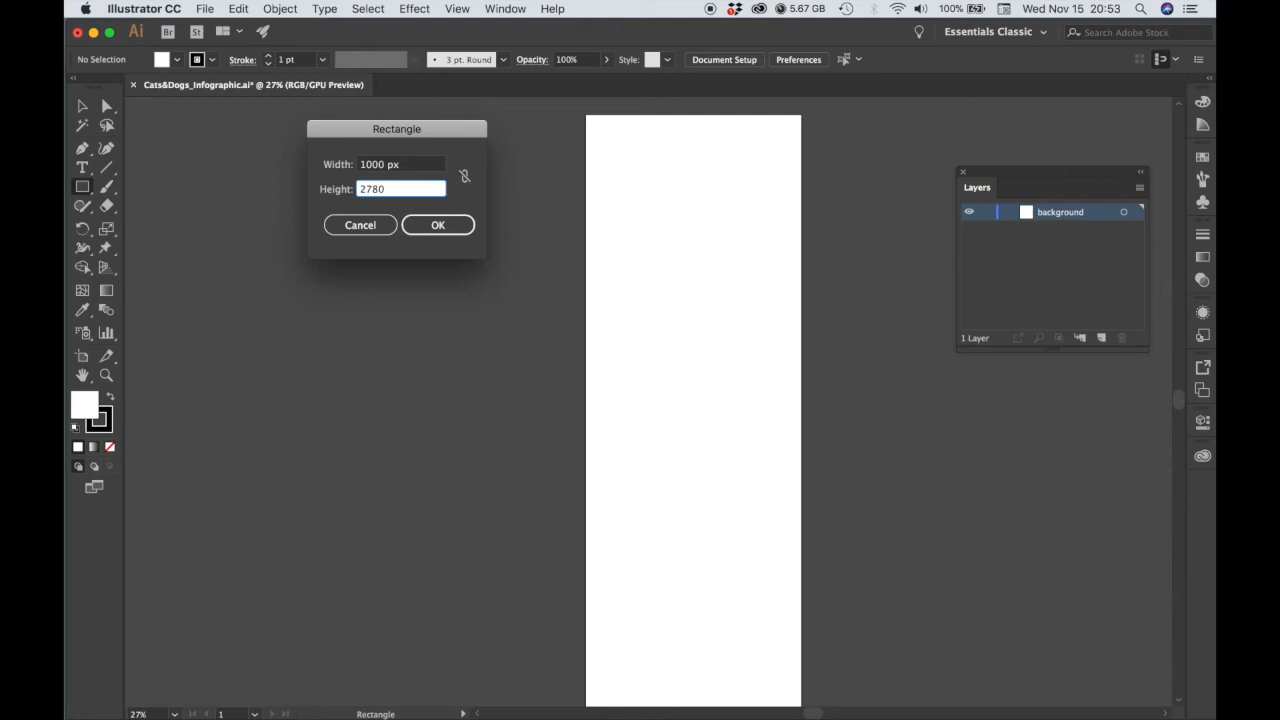 Illustrator CC File Edit Object Type Select Effect View Window Help 5.67 GB 100% Wed Nov 15 20:53
Ai Br St Essentials Classic Search Adobe Stock
No Selection Stroke: 1 pt 3 pt. Round Opacity: 100% Style: Document Setup Preferences
Cats&Dogs_Infographic.ai* @ 27% (RGB/GPU Preview)
Rectangle
Width: 1000 px
Height: 2780
Cancel OK
Layers
background
1 Layer
27% 1 Rectangle